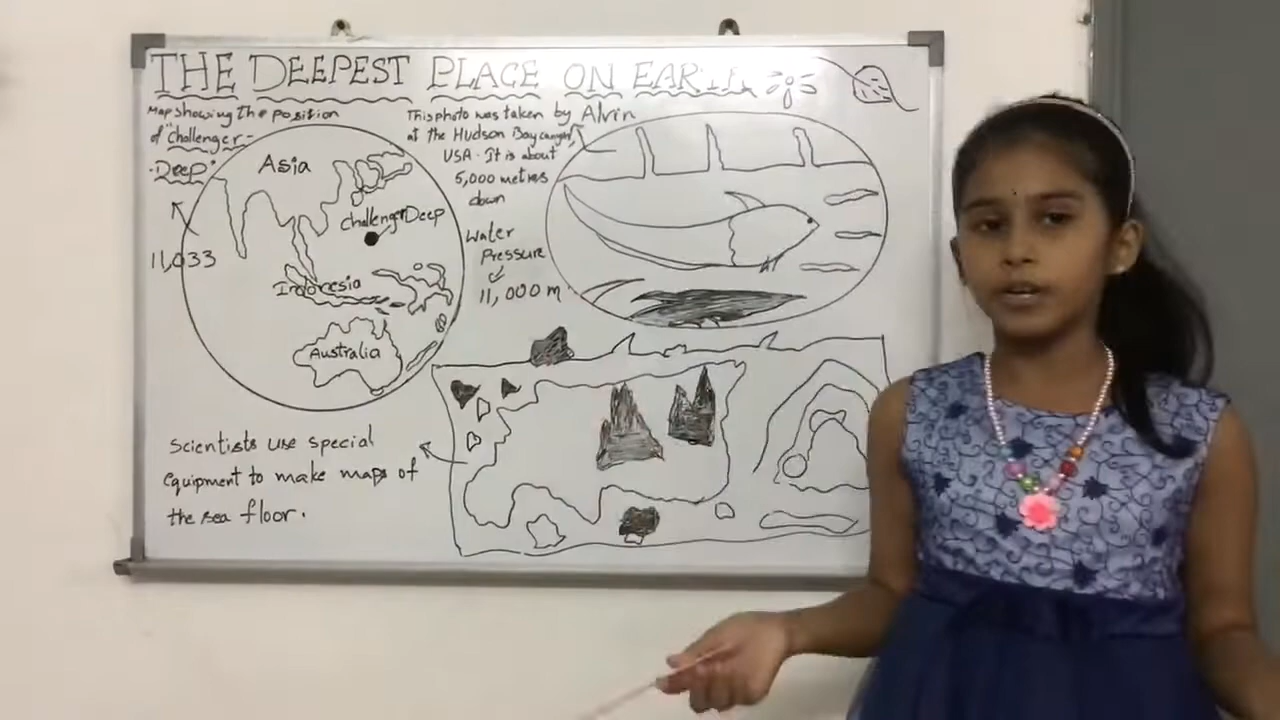 THE DEEPEST PLACE ON EARTH
Map showing the position
of "Challenger-
Deep"
11,033
Asia
Challenger Deep
Indonesia
Australia
This photo was taken by Alvin
at the Hudson Bay
USA. It is about
5,000 metres
down
Water
Pressure
11,000 m
Scientists use special
equipment to make maps of
the sea floor.